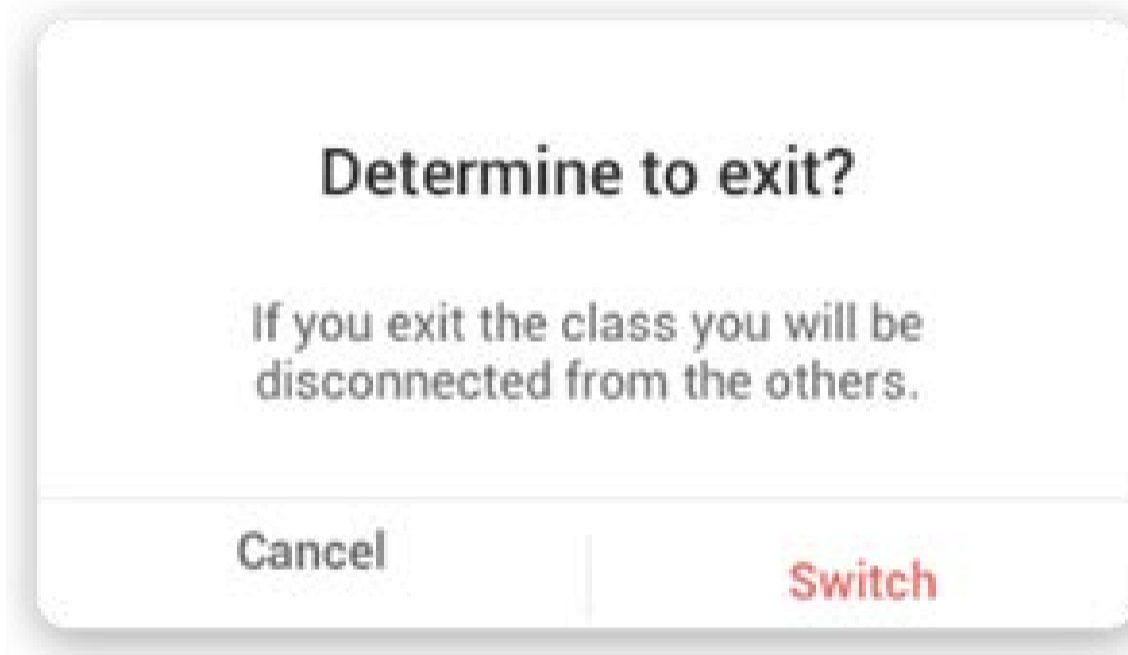 Determine to exit?
If you exit the class you will be
disconnected from the others.
Cancel
Switch